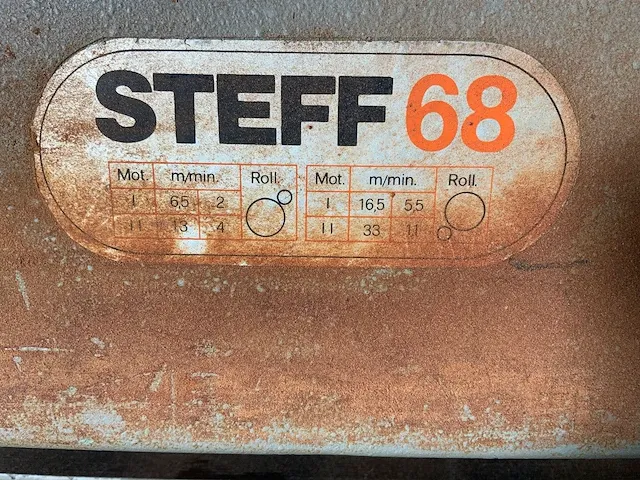 STEFF 68
Mot. m/min. Roll. Mot. m/min. Roll.
I 6,5 2 I 16,5 5,5
II 13 4 II 33 11